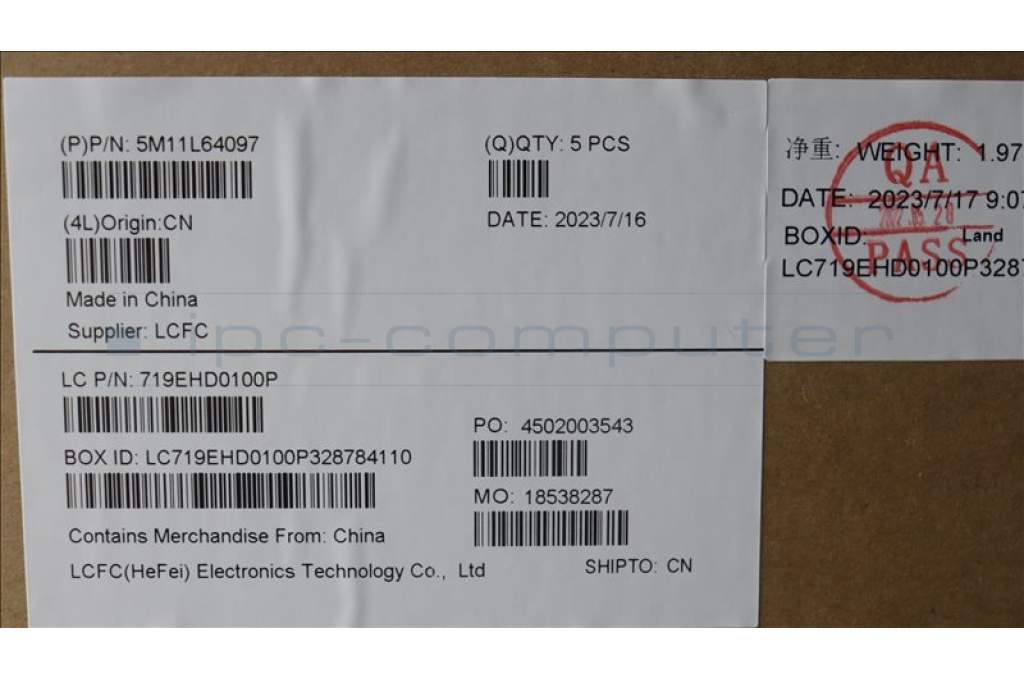 (P)P/N: 5M11L64097
(Q)QTY: 5 PCS
(4L)Origin:CN
DATE: 2023/7/16
Made in China
Supplier: LCFC
LC P/N: 719EHD0100P
PO: 4502003543
BOX ID: LC719EHD0100P328784110
MO: 18538287
Contains Merchandise From: China
LCFC(HeFei) Electronics Technology Co., Ltd
SHIPTO: CN
净重: WEIGHT: 1.97
DATE: 2023/7/17 9:07
BOXID: Land
LC719EHD0100P328
QA
PASS
ipc-computer